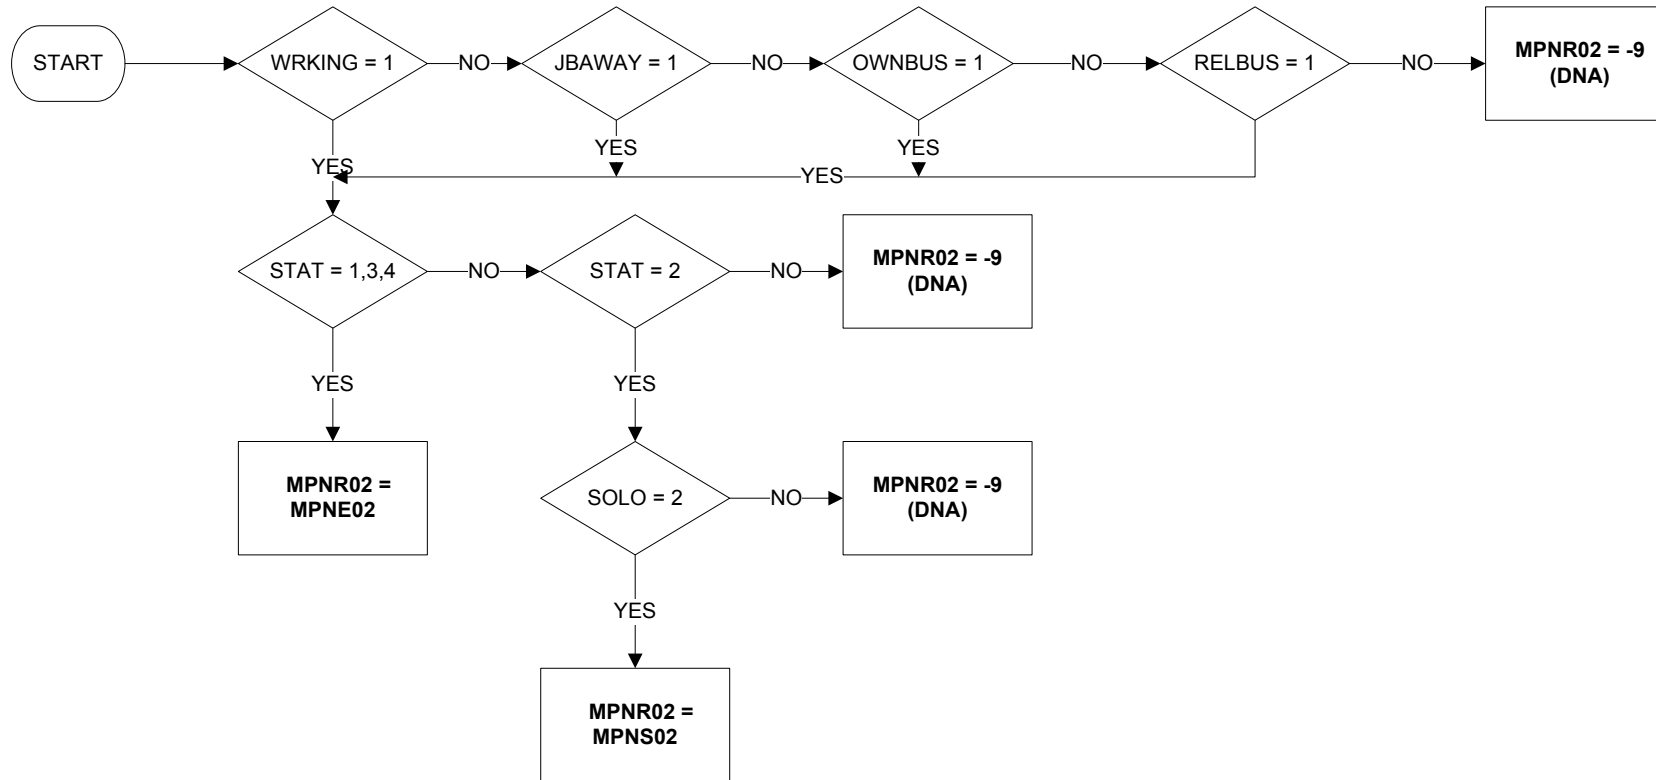 START
WRKING = 1
NO
JBAWAY = 1
NO
OWNBUS = 1
NO
RELBUS = 1
NO
MPNR02 = -9
(DNA)
YES
YES
YES
YES
STAT = 1,3,4
NO
STAT = 2
NO
MPNR02 = -9
(DNA)
YES
YES
MPNR02 =
MPNE02
SOLO = 2
NO
MPNR02 = -9
(DNA)
YES
MPNR02 =
MPNS02